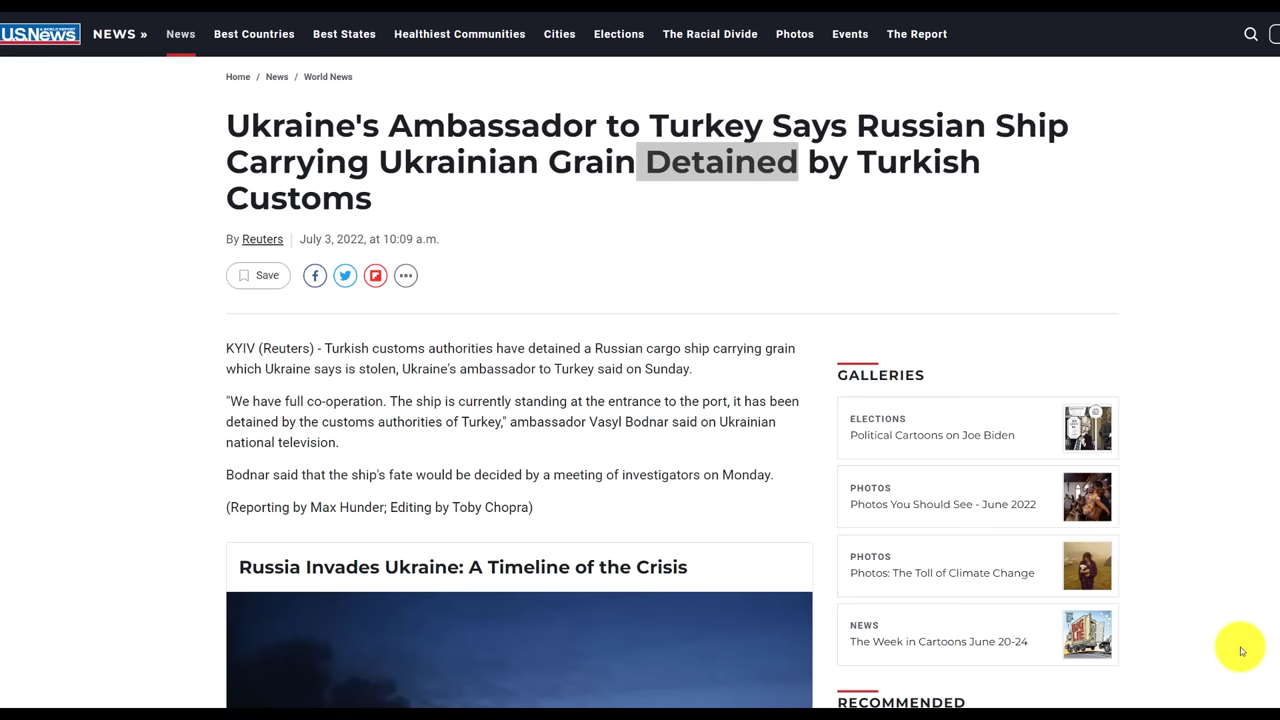 U.S.News
A WORLD REPORT
NEWS »
News
Best Countries
Best States
Healthiest Communities
Cities
Elections
The Racial Divide
Photos
Events
The Report
Home / News / World News
Ukraine's Ambassador to Turkey Says Russian Ship
Carrying Ukrainian Grain Detained by Turkish
Customs
By Reuters | July 3, 2022, at 10:09 a.m.
Save
KYIV (Reuters) - Turkish customs authorities have detained a Russian cargo ship carrying grain
which Ukraine says is stolen, Ukraine's ambassador to Turkey said on Sunday.
"We have full co-operation. The ship is currently standing at the entrance to the port, it has been
detained by the customs authorities of Turkey," ambassador Vasyl Bodnar said on Ukrainian
national television.
Bodnar said that the ship's fate would be decided by a meeting of investigators on Monday.
(Reporting by Max Hunder; Editing by Toby Chopra)
Russia Invades Ukraine: A Timeline of the Crisis
GALLERIES
ELECTIONS
Political Cartoons on Joe Biden
PHOTOS
Photos You Should See - June 2022
PHOTOS
Photos: The Toll of Climate Change
NEWS
The Week in Cartoons June 20-24
RECOMMENDED